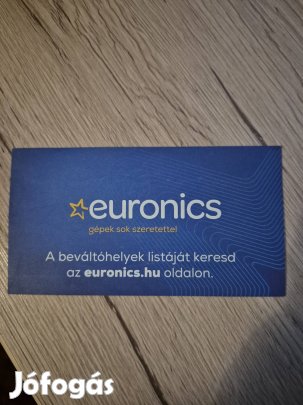 euronics
gépek sok szeretettel
A beváltóhelyek listáját keresd
az euronics.hu oldalon.
Jófogás